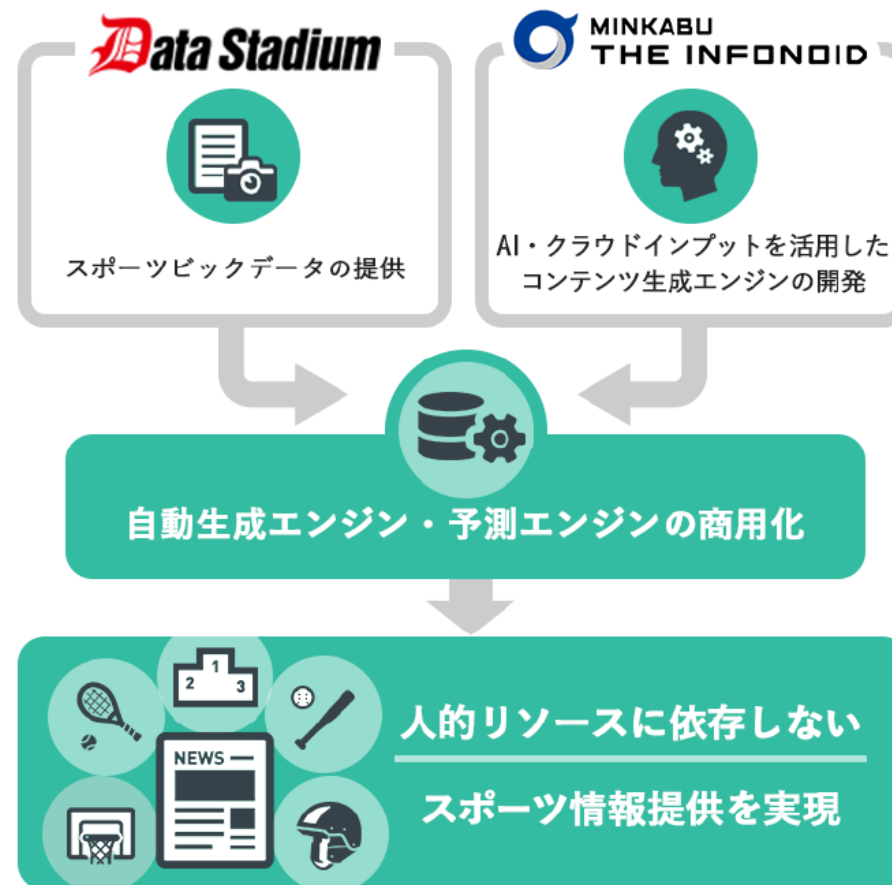 Data Stadium
MINKABU
THE INFONOID
スポーツビックデータの提供
AI・クラウドインプットを活用した
コンテンツ生成エンジンの開発
自動生成エンジン・予測エンジンの商用化
1
2
3
NEWS
人的リソースに依存しない
スポーツ情報提供を実現